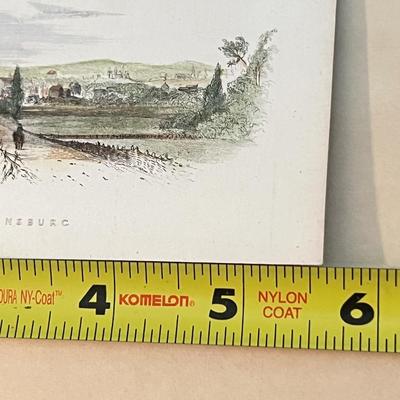 NSBURG
DURA NY-Coat™ 4 KOMELON® 5 NYLON COAT 6